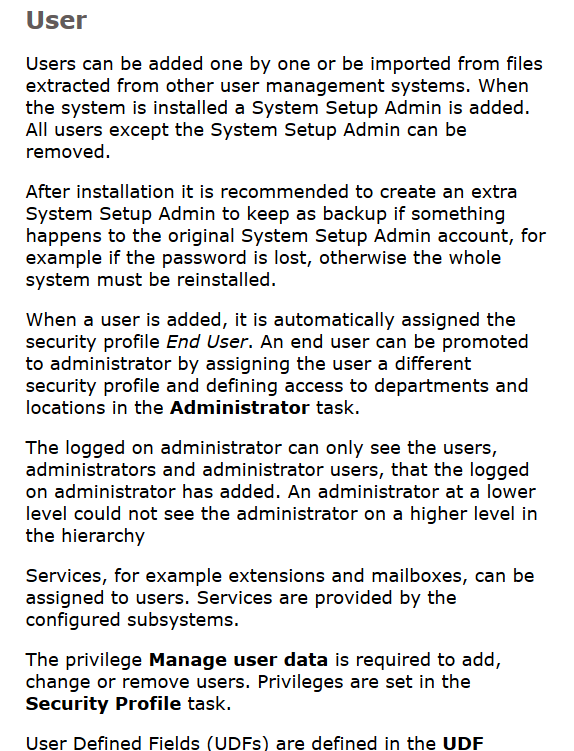 User
Users can be added one by one or be imported from files
extracted from other user management systems. When
the system is installed a System Setup Admin is added.
All users except the System Setup Admin can be
removed.
After installation it is recommended to create an extra
System Setup Admin to keep as backup if something
happens to the original System Setup Admin account, for
example if the password is lost, otherwise the whole
system must be reinstalled.
When a user is added, it is automatically assigned the
security profile End User. An end user can be promoted
to administrator by assigning the user a different
security profile and defining access to departments and
locations in the Administrator task.
The logged on administrator can only see the users,
administrators and administrator users, that the logged
on administrator has added. An administrator at a lower
level could not see the administrator on a higher level in
the hierarchy
Services, for example extensions and mailboxes, can be
assigned to users. Services are provided by the
configured subsystems.
The privilege Manage user data is required to add,
change or remove users. Privileges are set in the
Security Profile task.
User Defined Fields (UDFs) are defined in the UDF